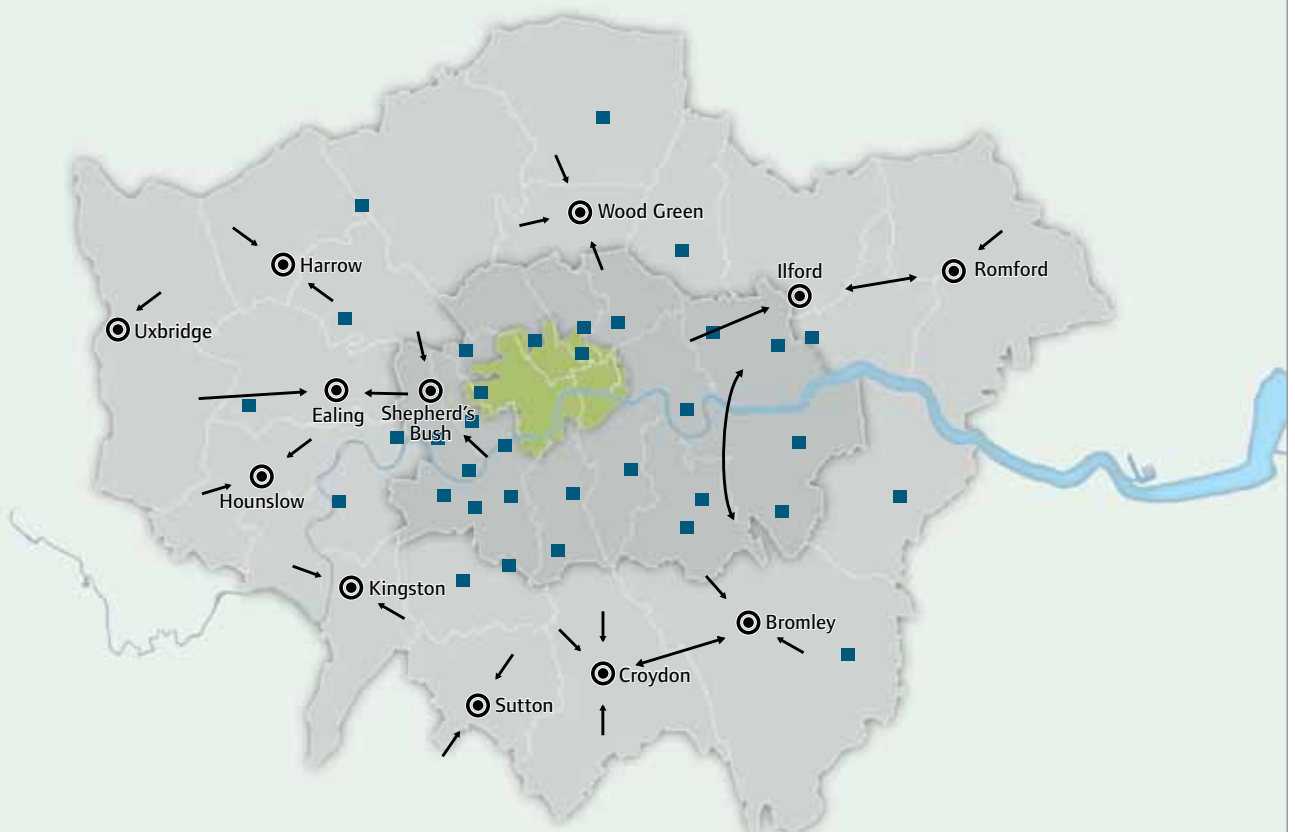 Wood Green
Harrow
Ilford
Romford
Uxbridge
Ealing
Shepherd's
Bush
Hounslow
Kingston
Bromley
Croydon
Sutton